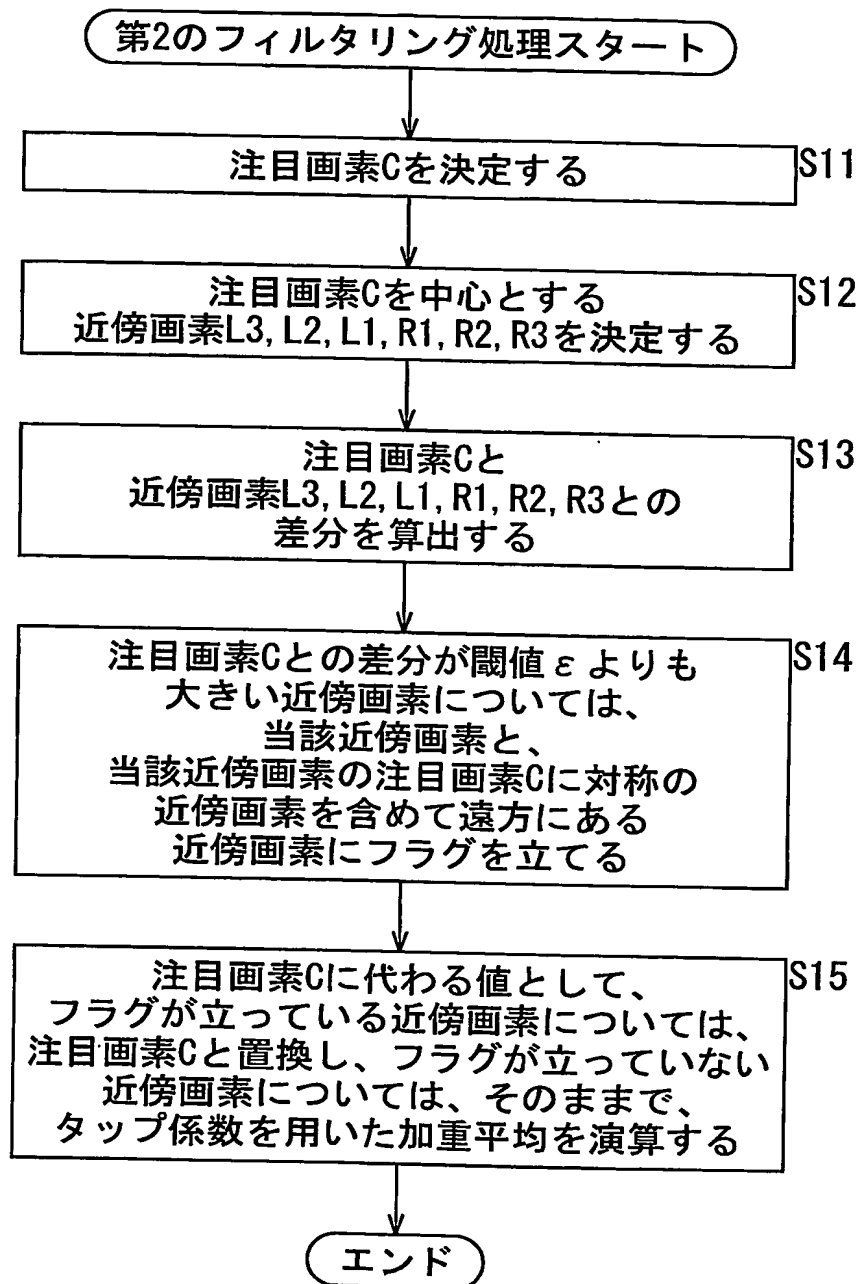 第2のフィルタリング処理スタート
注目画素Cを決定する
S11
注目画素Cを中心とする
近傍画素L3, L2, L1, R1, R2, R3を決定する
S12
注目画素Cと
近傍画素L3, L2, L1, R1, R2, R3との
差分を算出する
S13
注目画素Cとの差分が閾値εよりも
大きい近傍画素については、
当該近傍画素と、
当該近傍画素の注目画素Cに対称の
近傍画素を含めて遠方にある
近傍画素にフラグを立てる
S14
注目画素Cに代わる値として、
フラグが立っている近傍画素については、
注目画素Cと置換し、フラグが立っていない
近傍画素については、そのままで、
タップ係数を用いた加重平均を演算する
S15
エンド